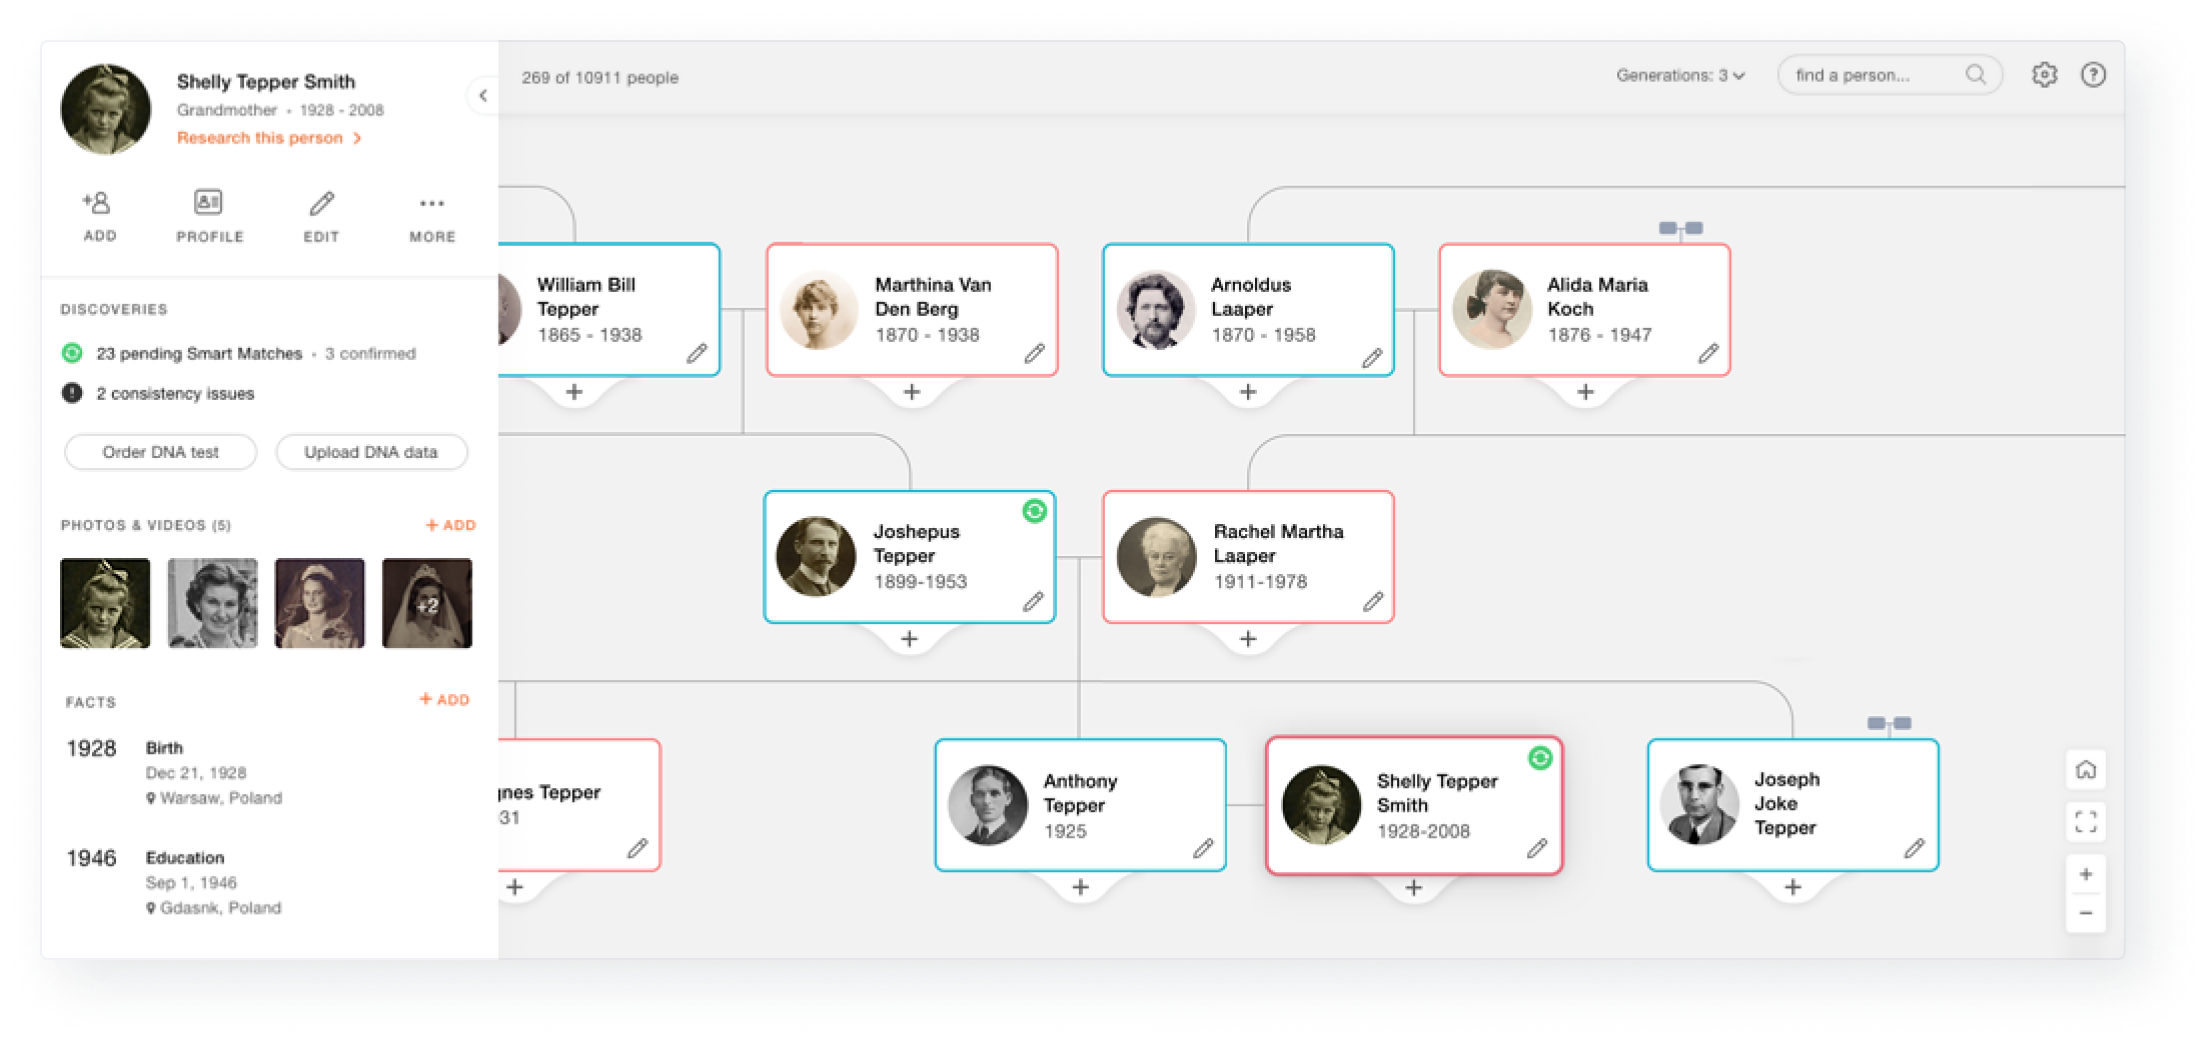 Shelly Tepper Smith
Grandmother • 1928 - 2008
Research this person >
ADD
PROFILE
EDIT
MORE
DISCOVERIES
23 pending Smart Matches • 3 confirmed
2 consistency issues
Order DNA test
Upload DNA data
PHOTOS & VIDEOS (5)
+ ADD
+2
FACTS
+ ADD
1928
Birth
Dec 21, 1928
Warsaw, Poland
1946
Education
Sep 1, 1946
Gdasnk, Poland
269 of 10911 people
Generations: 3
find a person...
William Bill
Tepper
1865 - 1938
Marthina Van
Den Berg
1870 - 1938
Arnoldus
Laaper
1870 - 1958
Alida Maria
Koch
1876 - 1947
Joshepus
Tepper
1899-1953
Rachel Martha
Laaper
1911-1978
nes Tepper
31
Anthony
Tepper
1925
Shelly Tepper
Smith
1928-2008
Joseph
Joke
Tepper